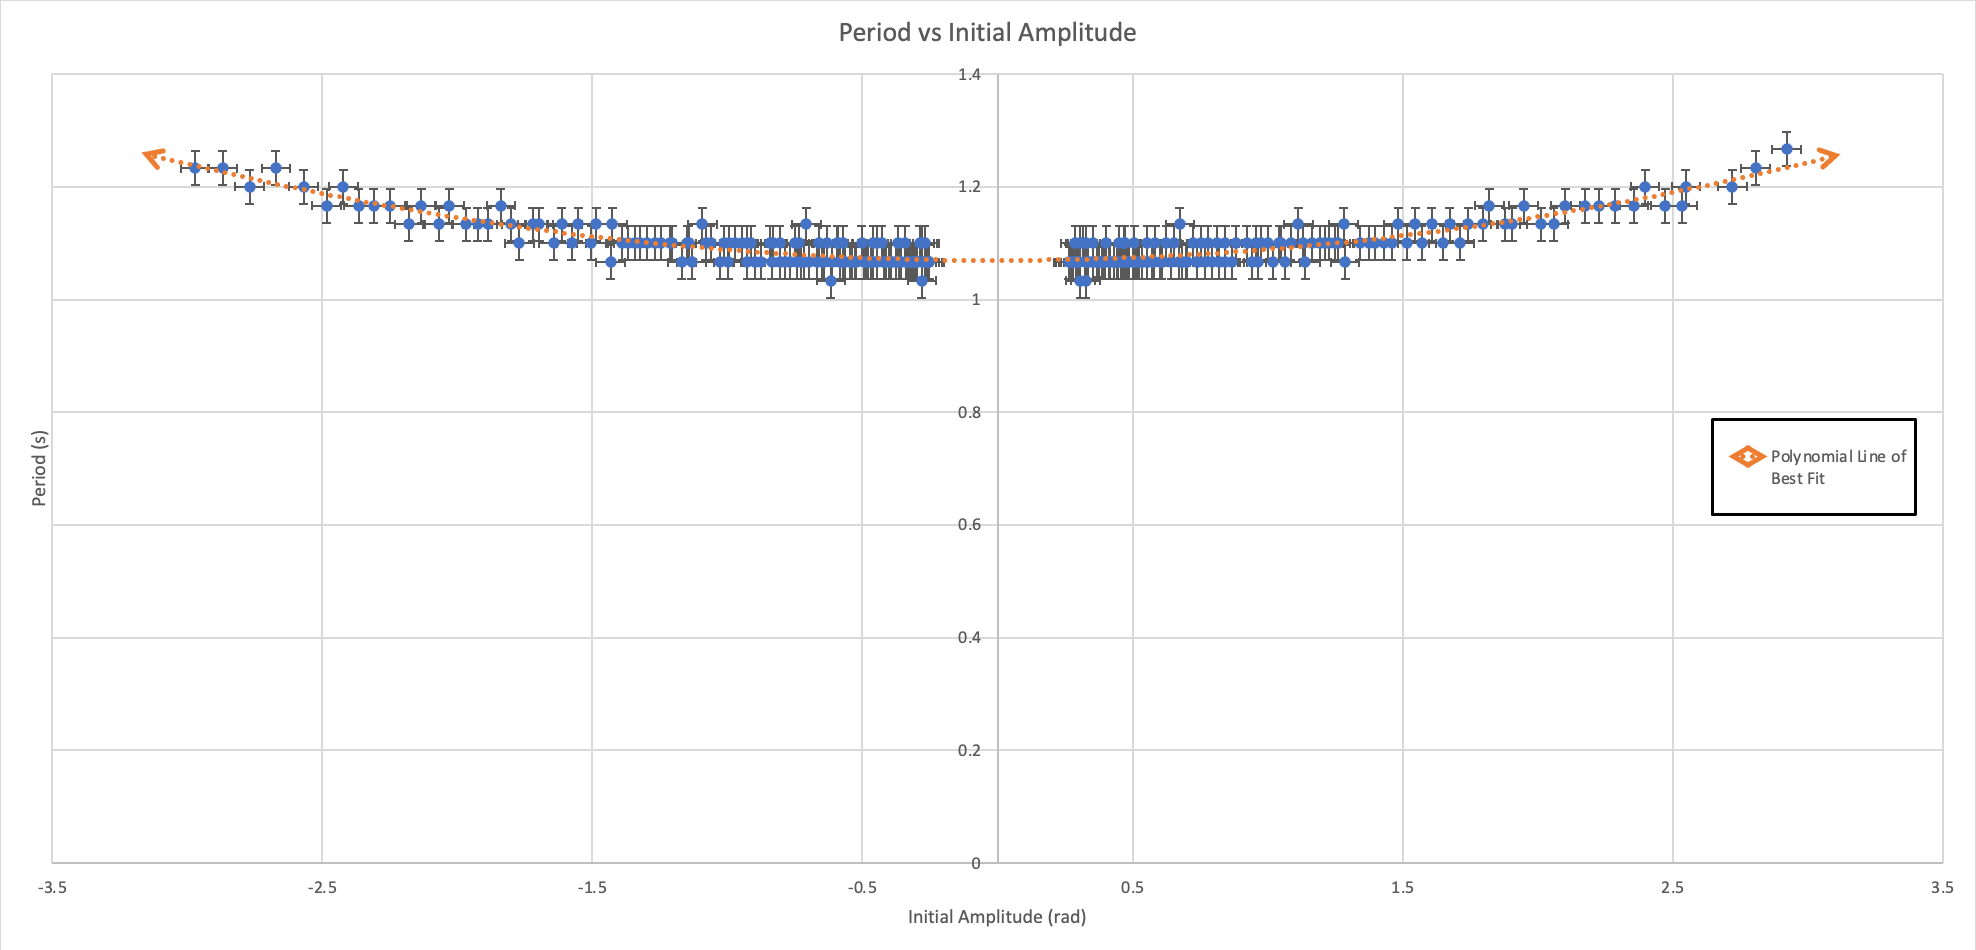 Period vs Initial Amplitude
1.4
1.2
1
0.8
0.6
0.4
0.2
0
Period (s)
Polynomial Line of
Best Fit
-3.5 -2.5 -1.5 -0.5 0.5 1.5 2.5 3.5
Initial Amplitude (rad)